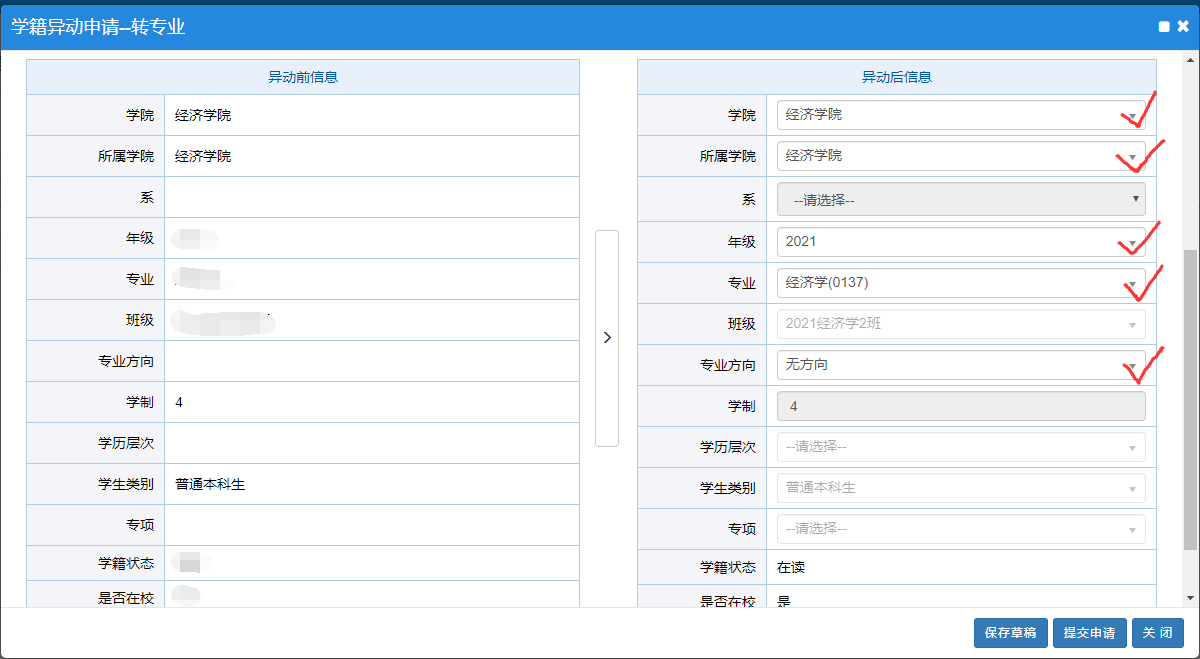 学籍异动申请--转专业
异动前信息
学院 经济学院
所属学院 经济学院
系
年级
专业
班级
专业方向
学制 4
学历层次
学生类别 普通本科生
专项
学籍状态
是否在校
异动后信息
学院 经济学院
所属学院 经济学院
系 --请选择--
年级 2021
专业 经济学(0137)
班级 2021经济学2班
专业方向 无方向
学制 4
学历层次 --请选择--
学生类别 普通本科生
专项 --请选择--
学籍状态 在读
是否在校 是
保存草稿 提交申请 关 闭